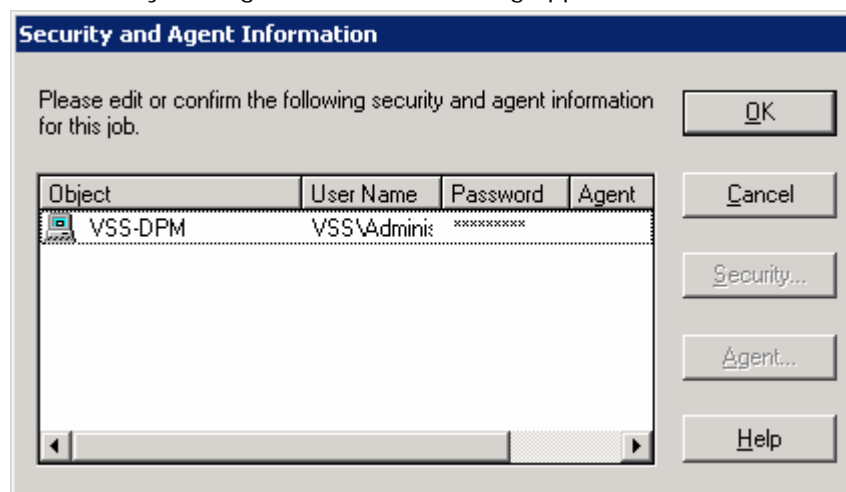 Security and Agent Information
Please edit or confirm the following security and agent information
for this job.
OK
Object User Name Password Agent
Cancel
VSS-DPM VSS\Adminis *********
Security...
Agent...
Help